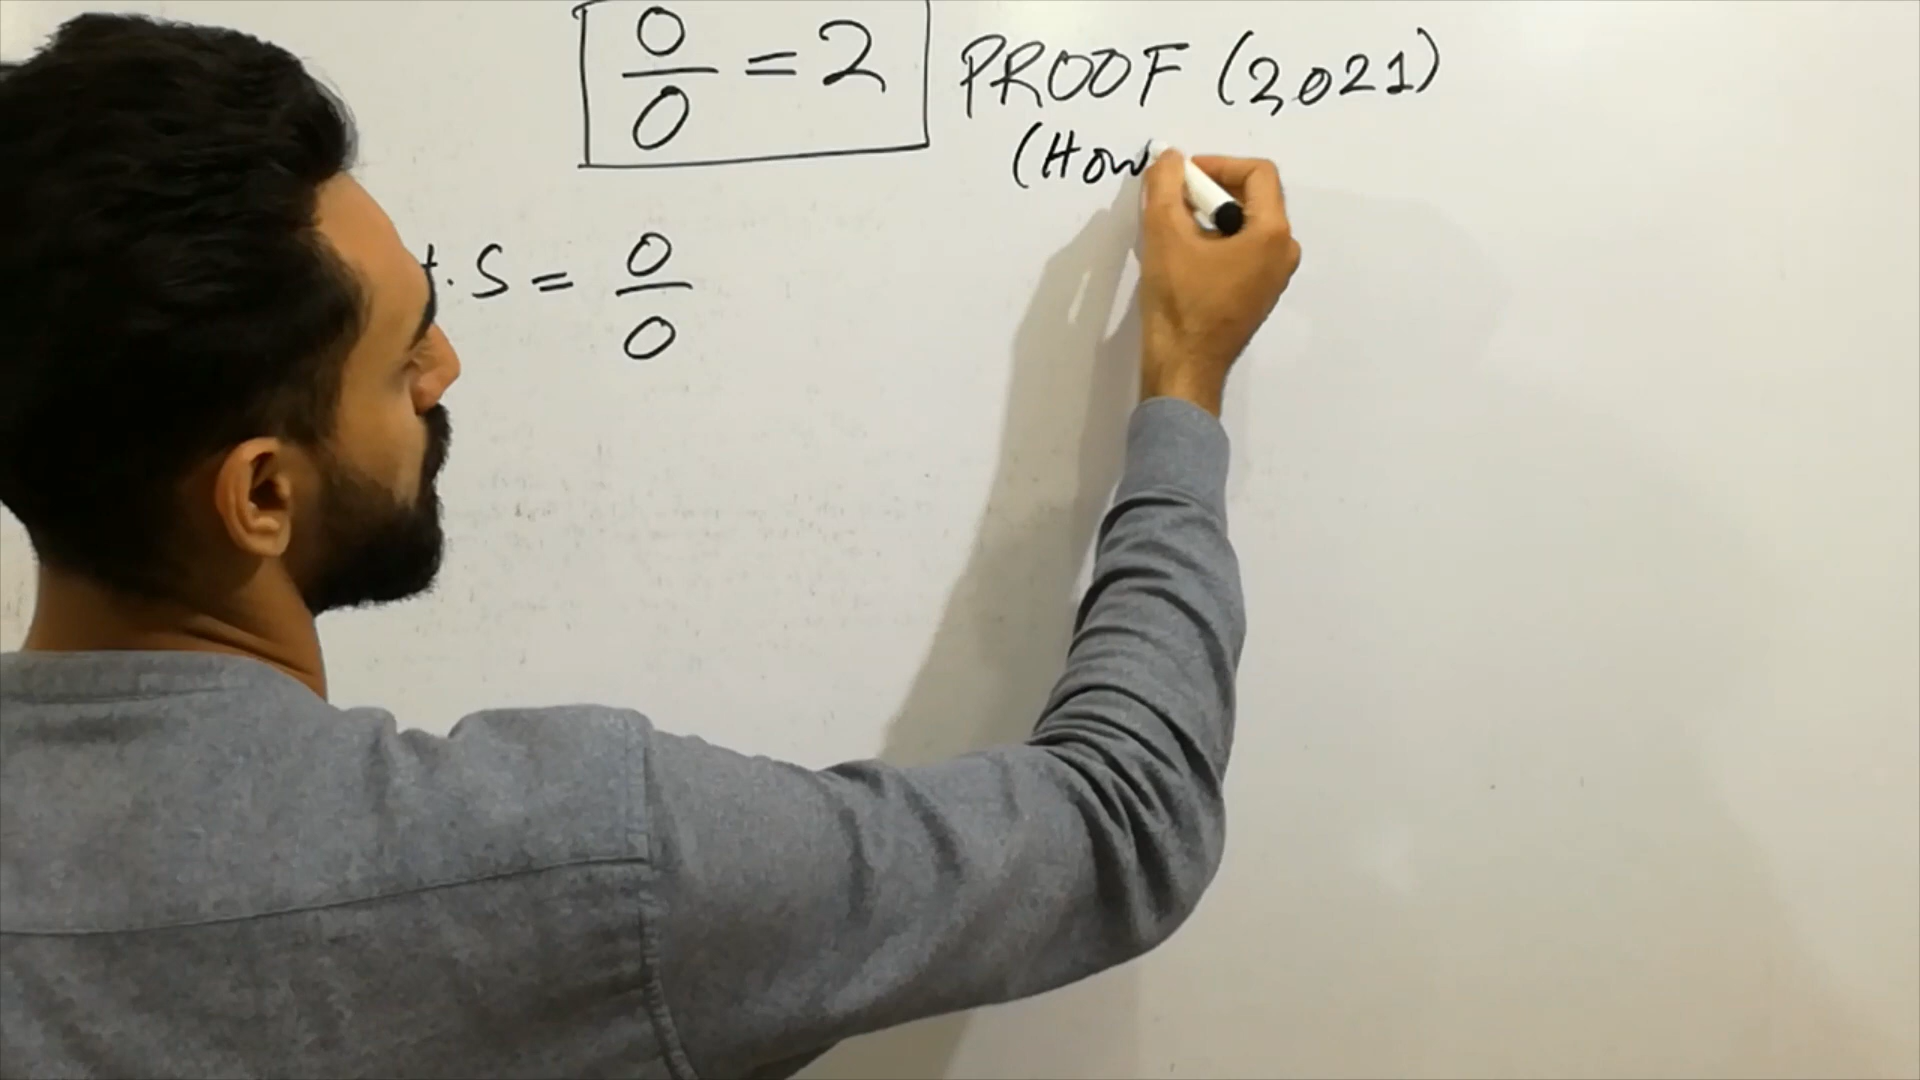 0/0 = 2 PROOF (2021)
(How
.S = 0/0